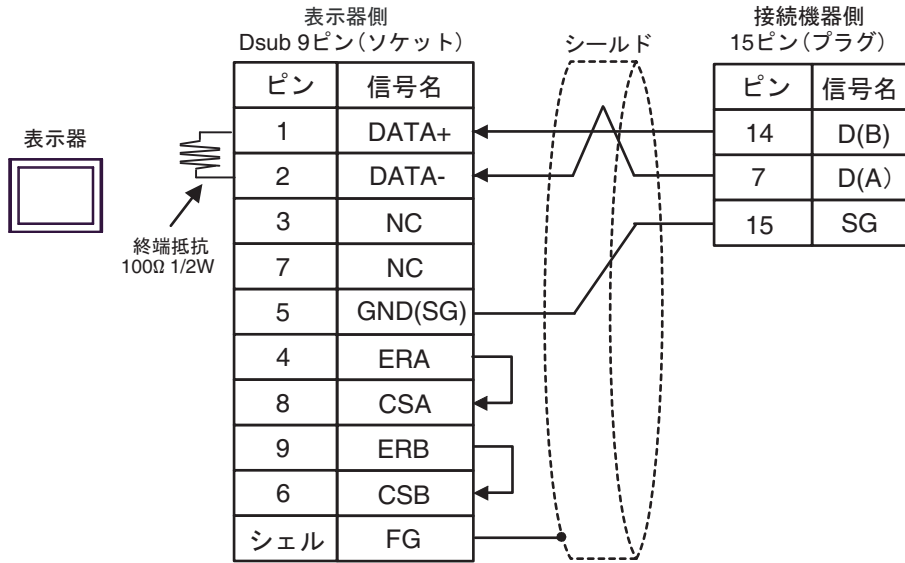 表示器側
Dsub 9ピン(ソケット)
シールド
接続機器側
15ピン(プラグ)
表示器
終端抵抗
100Ω 1/2W
ピン 信号名
1 DATA+
2 DATA-
3 NC
7 NC
5 GND(SG)
4 ERA
8 CSA
9 ERB
6 CSB
シェル FG
ピン 信号名
14 D(B)
7 D(A)
15 SG